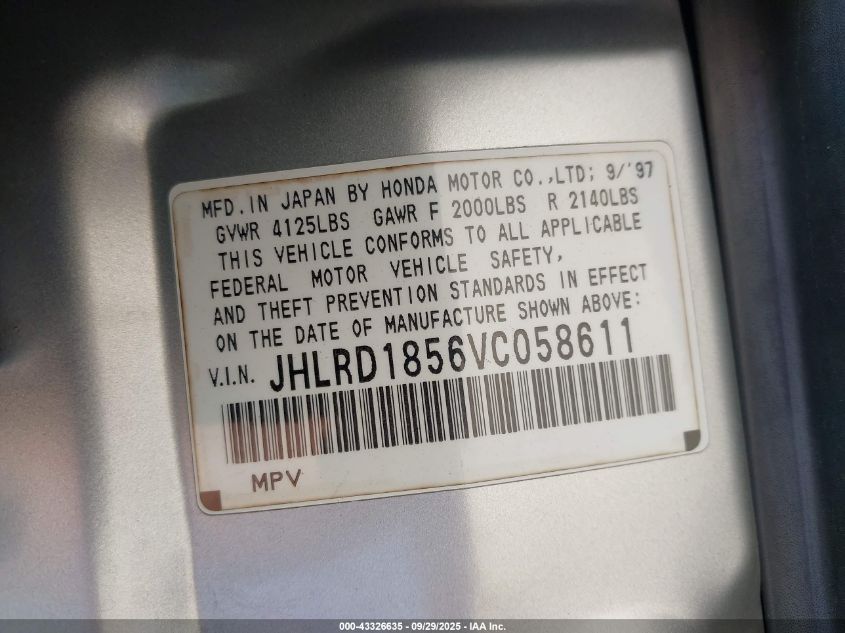 MFD. IN JAPAN BY HONDA MOTOR CO.,LTD; 9/'97
GVWR 4125LBS GAWR F 2000LBS R 2140LBS
THIS VEHICLE CONFORMS TO ALL APPLICABLE
FEDERAL MOTOR VEHICLE SAFETY,
AND THEFT PREVENTION STANDARDS IN EFFECT
ON THE DATE OF MANUFACTURE SHOWN ABOVE:
V.I.N. JHLRD1856VC058611
MPV
000-43326635 - 09/29/2025 - IAA Inc.